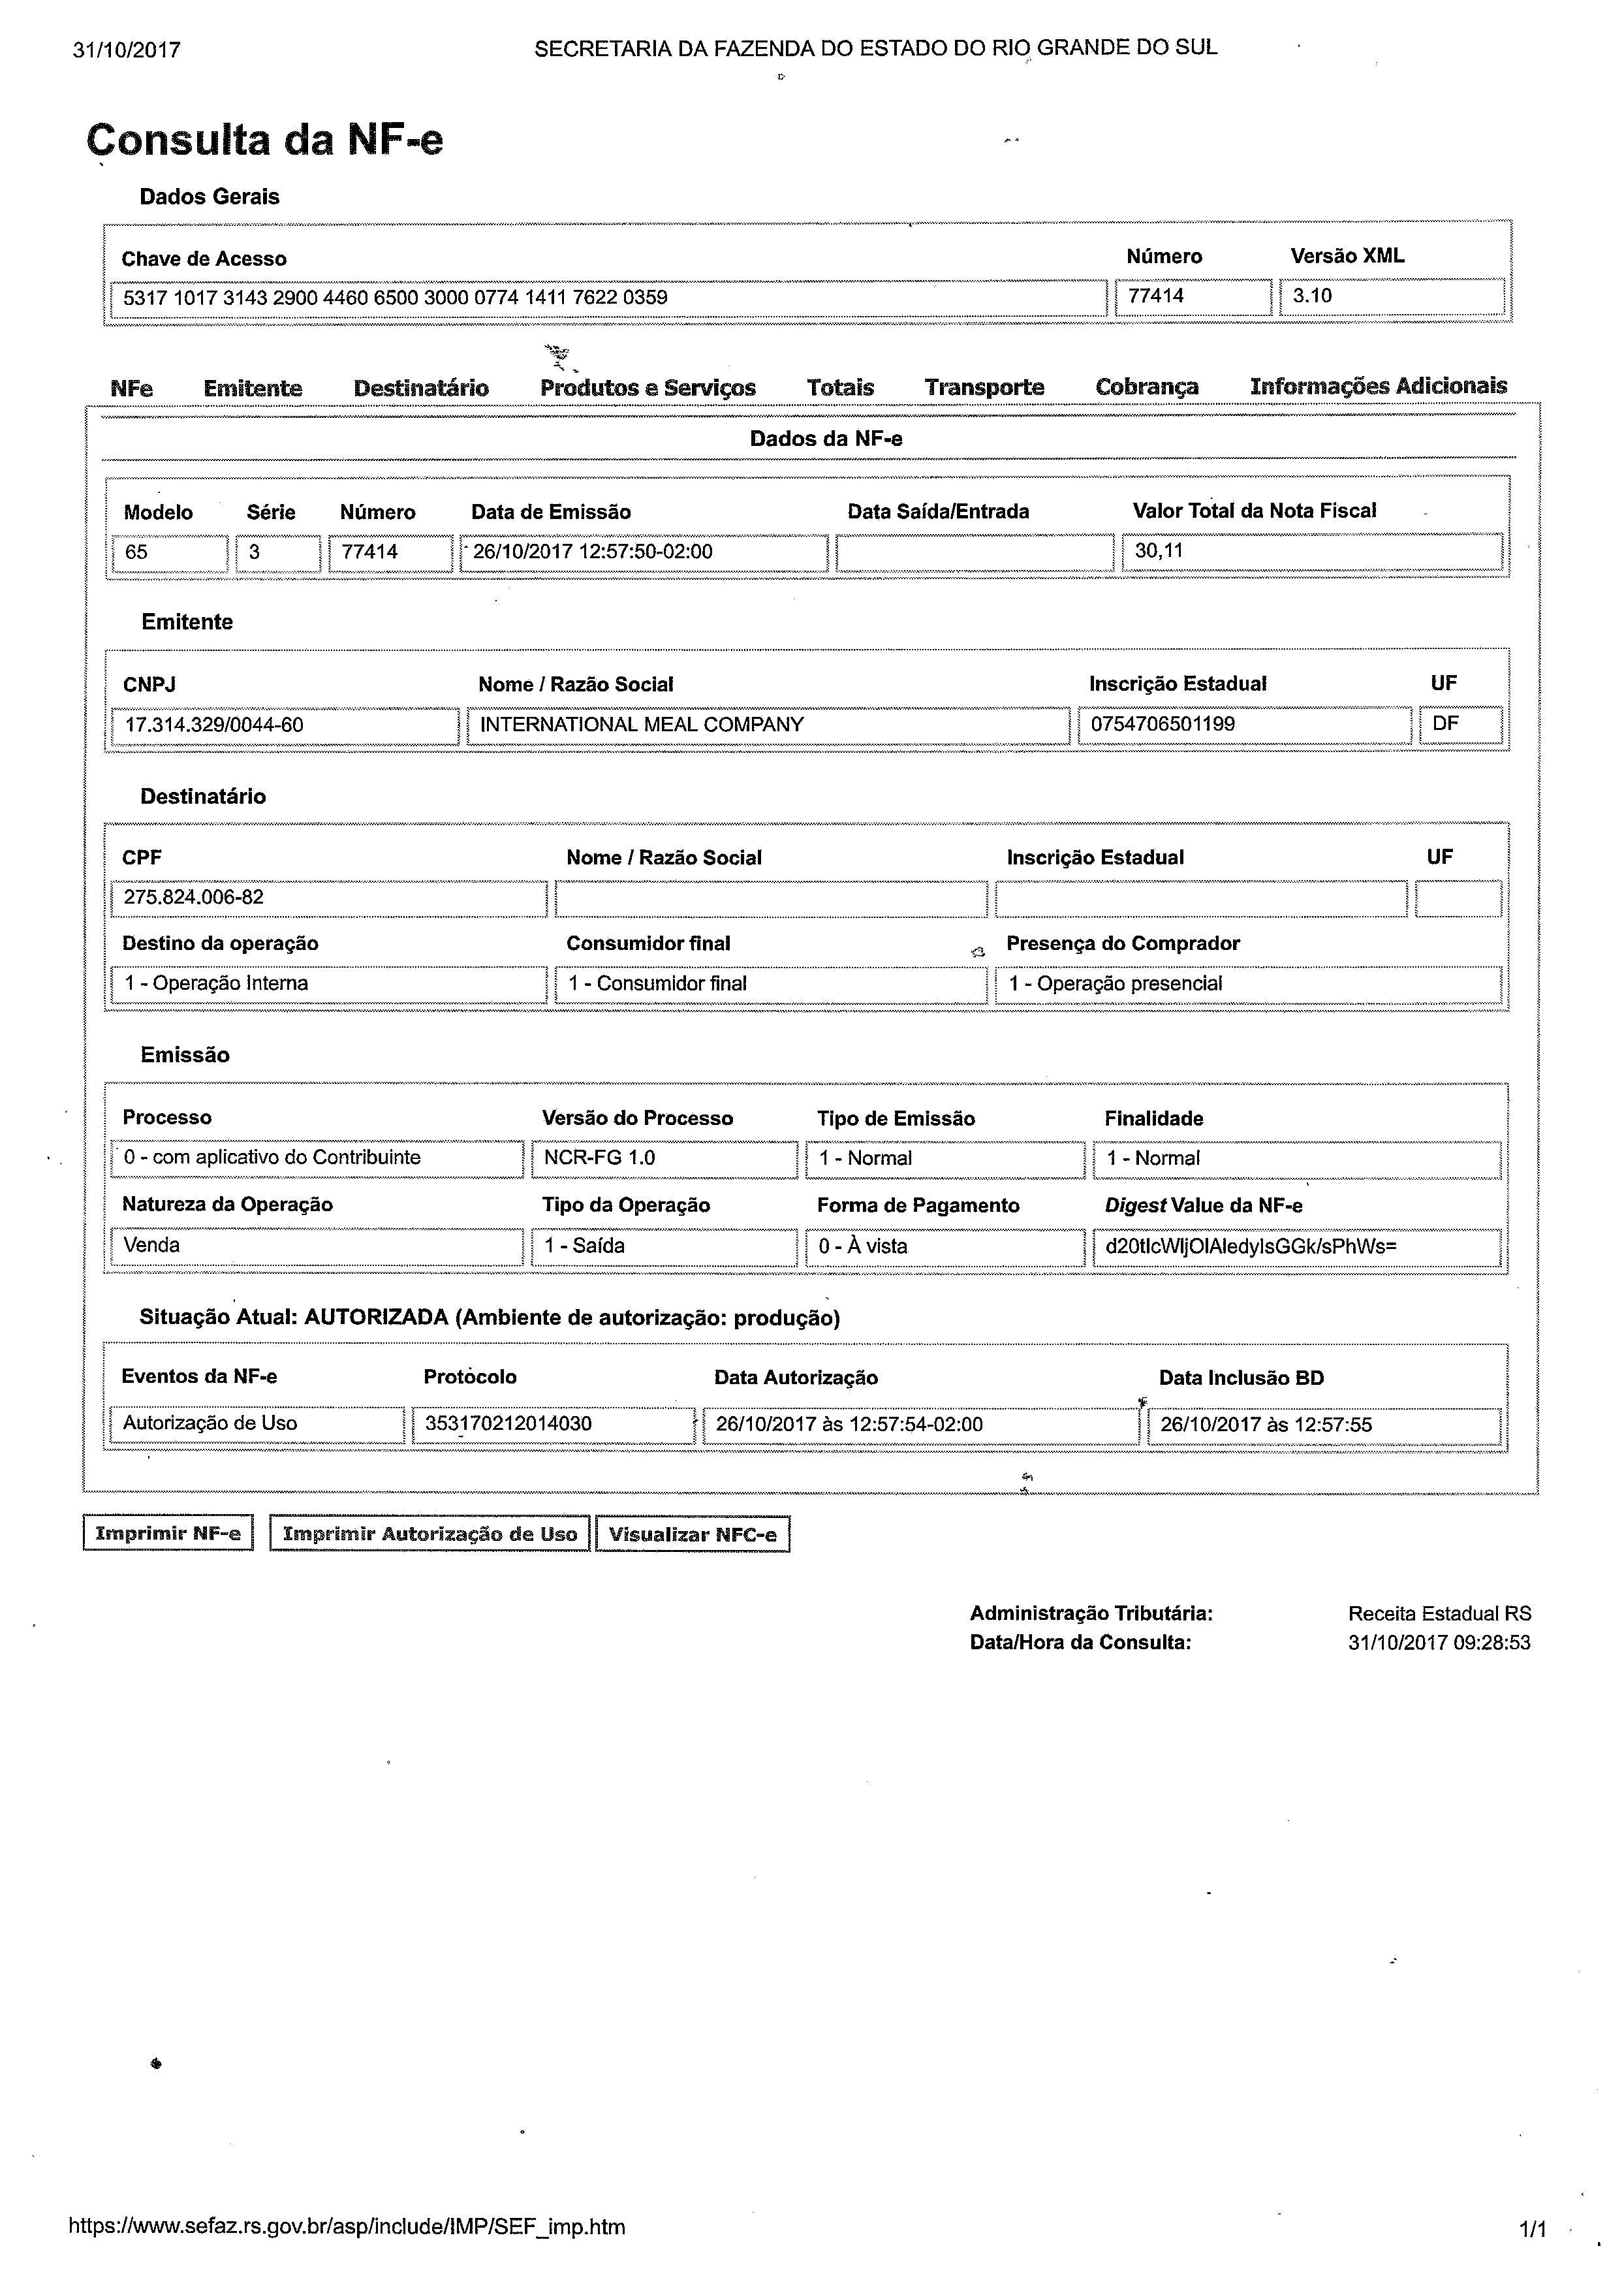 31/10/2017 SECRETARIA DA FAZENDA DO ESTADO DO RIO GRANDE DO SUL
Consulta da NF-e
Dados Gerais
Chave de Acesso Número Versão XML
5317 1017 3143 2900 4460 6500 3000 0774 1411 7622 0359 77414 3.10
NFe Emitente Destinatário Produtos e Serviços Totais Transporte Cobrança Informações Adicionais
Dados da NF-e
Modelo Série Número Data de Emissão Data Saída/Entrada Valor Total da Nota Fiscal
65 3 77414 26/10/2017 12:57:50-02:00 30,11
Emitente
CNPJ Nome / Razão Social Inscrição Estadual UF
17.314.329/0044-60 INTERNATIONAL MEAL COMPANY 0754706501199 DF
Destinatário
CPF Nome / Razão Social Inscrição Estadual UF
275.824.006-82
Destino da operação Consumidor final Presença do Comprador
1 - Operação Interna 1 - Consumidor final 1 - Operação presencial
Emissão
Processo Versão do Processo Tipo de Emissão Finalidade
0 - com aplicativo do Contribuinte NCR-FG 1.0 1 - Normal 1 - Normal
Natureza da Operação Tipo da Operação Forma de Pagamento Digest Value da NF-e
Venda 1 - Saída 0 - À vista d20tlcWIjOIAledylsGGk/sPhWs=
Situação Atual: AUTORIZADA (Ambiente de autorização: produção)
Eventos da NF-e Protocolo Data Autorização Data Inclusão BD
Autorização de Uso 353170212014030 26/10/2017 às 12:57:54-02:00 26/10/2017 às 12:57:55
Imprimir NF-e Imprimir Autorização de Uso Visualizar NFC-e
Administração Tributária: Receita Estadual RS
Data/Hora da Consulta: 31/10/2017 09:28:53
https://www.sefaz.rs.gov.br/asp/include/IMP/SEF_imp.htm 1/1